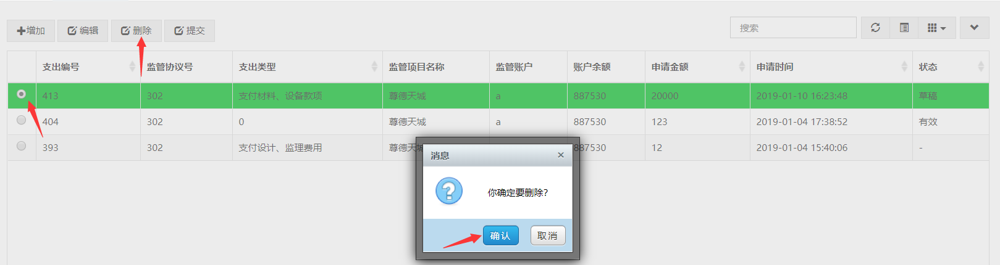 增加 编辑 删除 提交 搜索
支出编号 监管协议号 支出类型 监管项目名称 监管账户 账户余额 申请金额 申请时间 状态
413 302 支付材料、设备款项 尊德天城 a 887530 20000 2019-01-10 16:23:48 草稿
404 302 0 尊德天城 a 887530 123 2019-01-04 17:38:52 有效
393 302 支付设计、监理费用 尊德天城 887530 12 2019-01-04 15:40:06 -
消息 ×
你确定要删除?
确认 取消